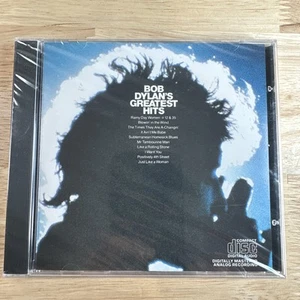 BOB
DYLAN'S
GREATEST
HITS
Rainy Day Women # 12 & 35
Blowin' in the Wind
The Times They Are A-Changin'
It Ain't Me Babe
Subterranean Homesick Blues
Mr. Tambourine Man
Like a Rolling Stone
I Want You
Positively 4th Street
Just Like a Woman
COMPACT
disc
DIGITAL AUDIO
DIGITALLY MASTERED
ANALOG RECORDING